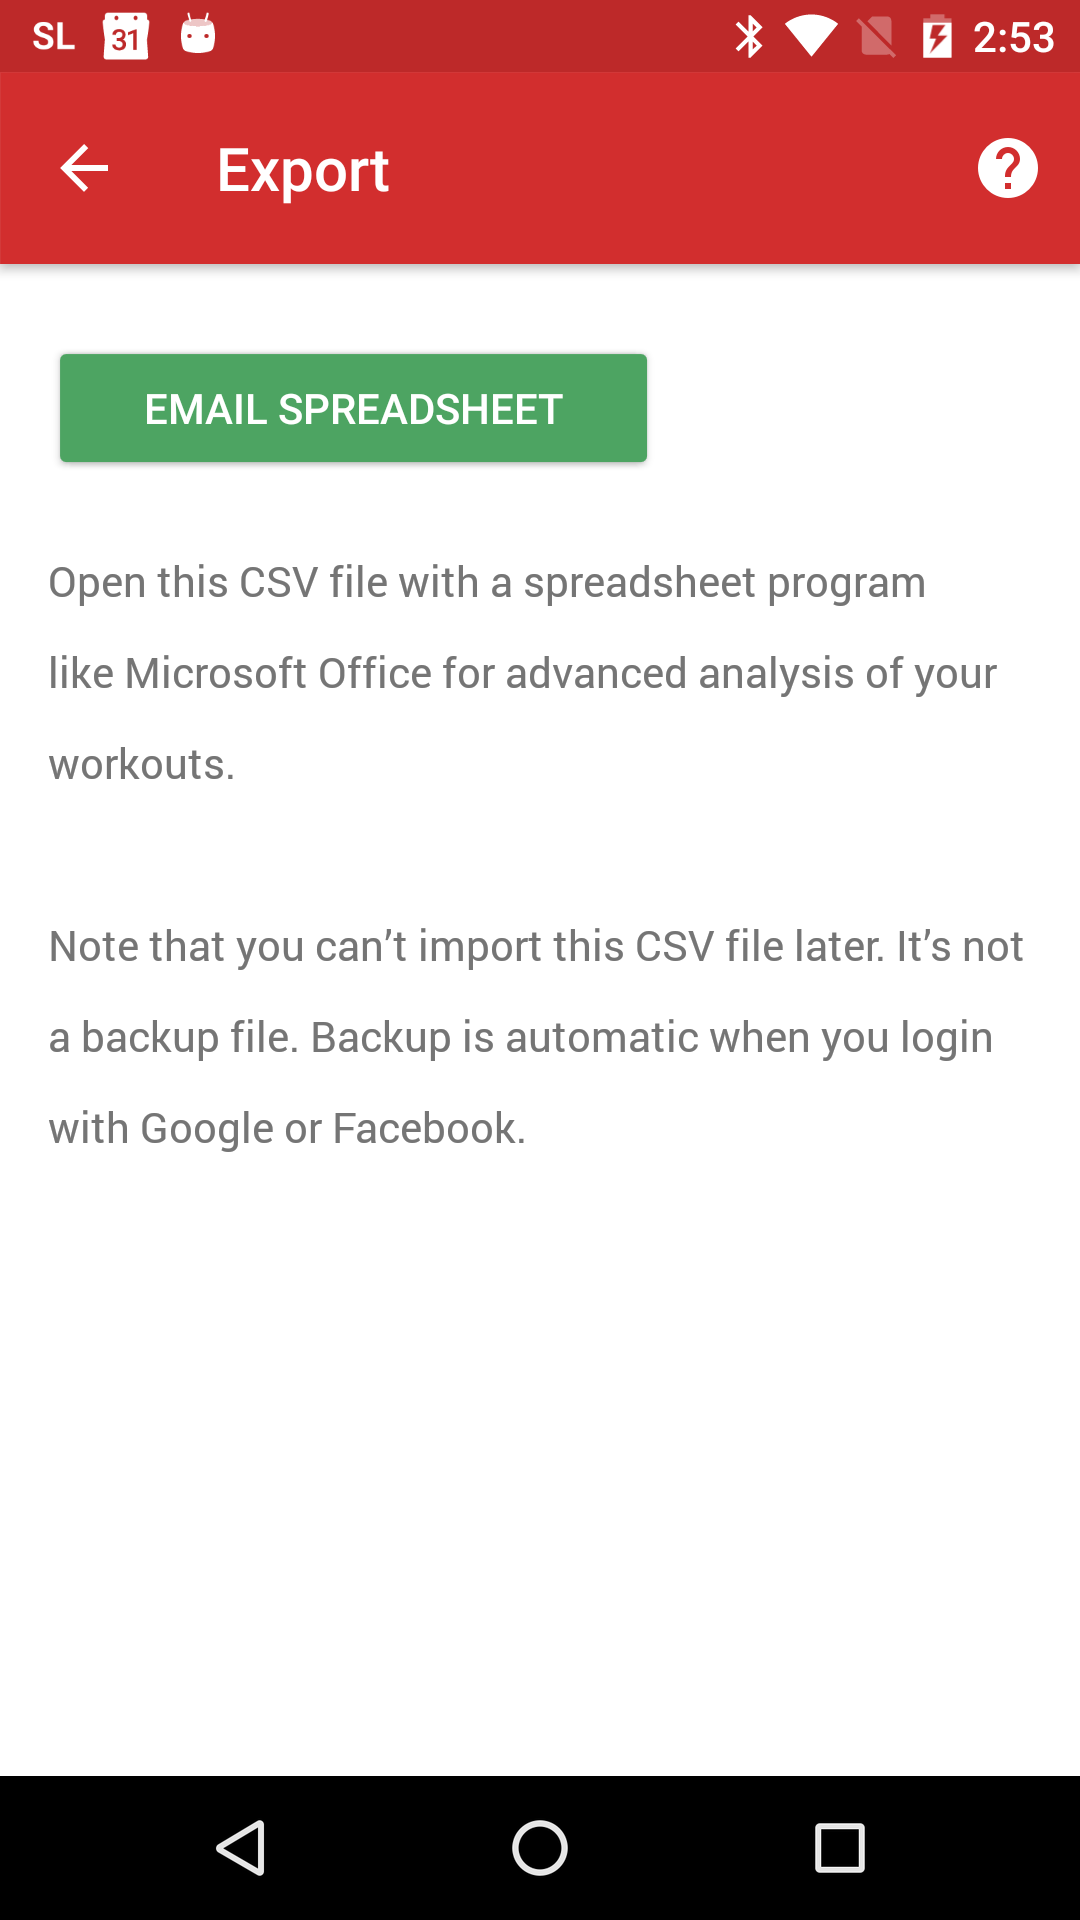 SL 31 2:53
Export
EMAIL SPREADSHEET
Open this CSV file with a spreadsheet program
like Microsoft Office for advanced analysis of your
workouts.
Note that you can’t import this CSV file later. It’s not
a backup file. Backup is automatic when you login
with Google or Facebook.